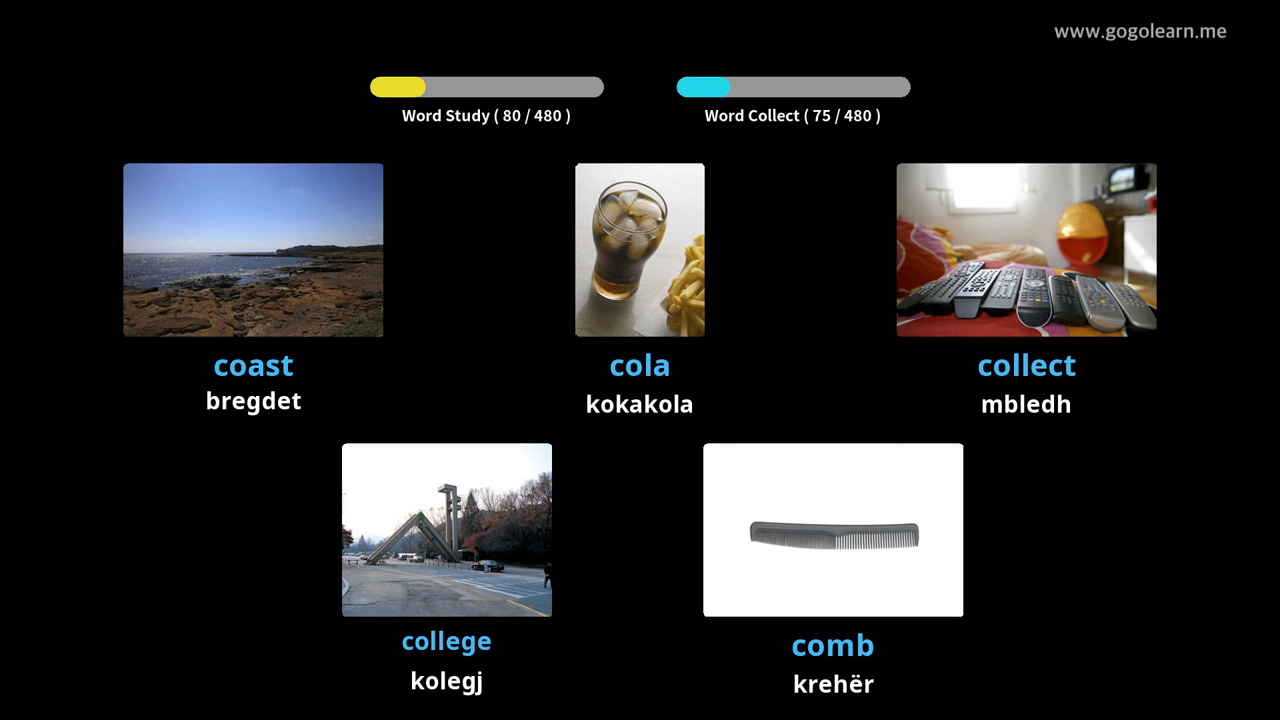 www.gogolearn.me
Word Study ( 80 / 480 )
Word Collect ( 75 / 480 )
coast
bregdet
cola
kokakola
collect
mbledh
college
kolegj
comb
krehër